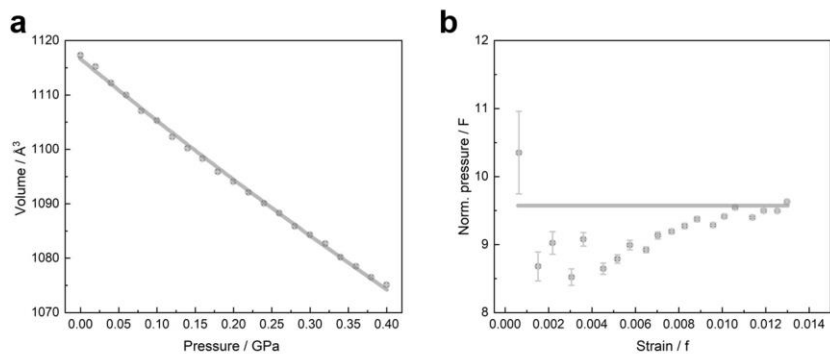 a
1120
1110
1100
1090
1080
1070
Volume / Å³
0.00 0.05 0.10 0.15 0.20 0.25 0.30 0.35 0.40
Pressure / GPa
b
12
11
10
9
8
Norm. pressure / F
0.000 0.002 0.004 0.006 0.008 0.010 0.012 0.014
Strain / f